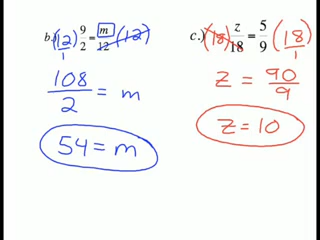 b.) (12)/1 9/2 = m/12 (12)
108/2 = m
54 = m
c.) (18) z/18 = 5/9 (18/1)
z = 90/9
z = 10